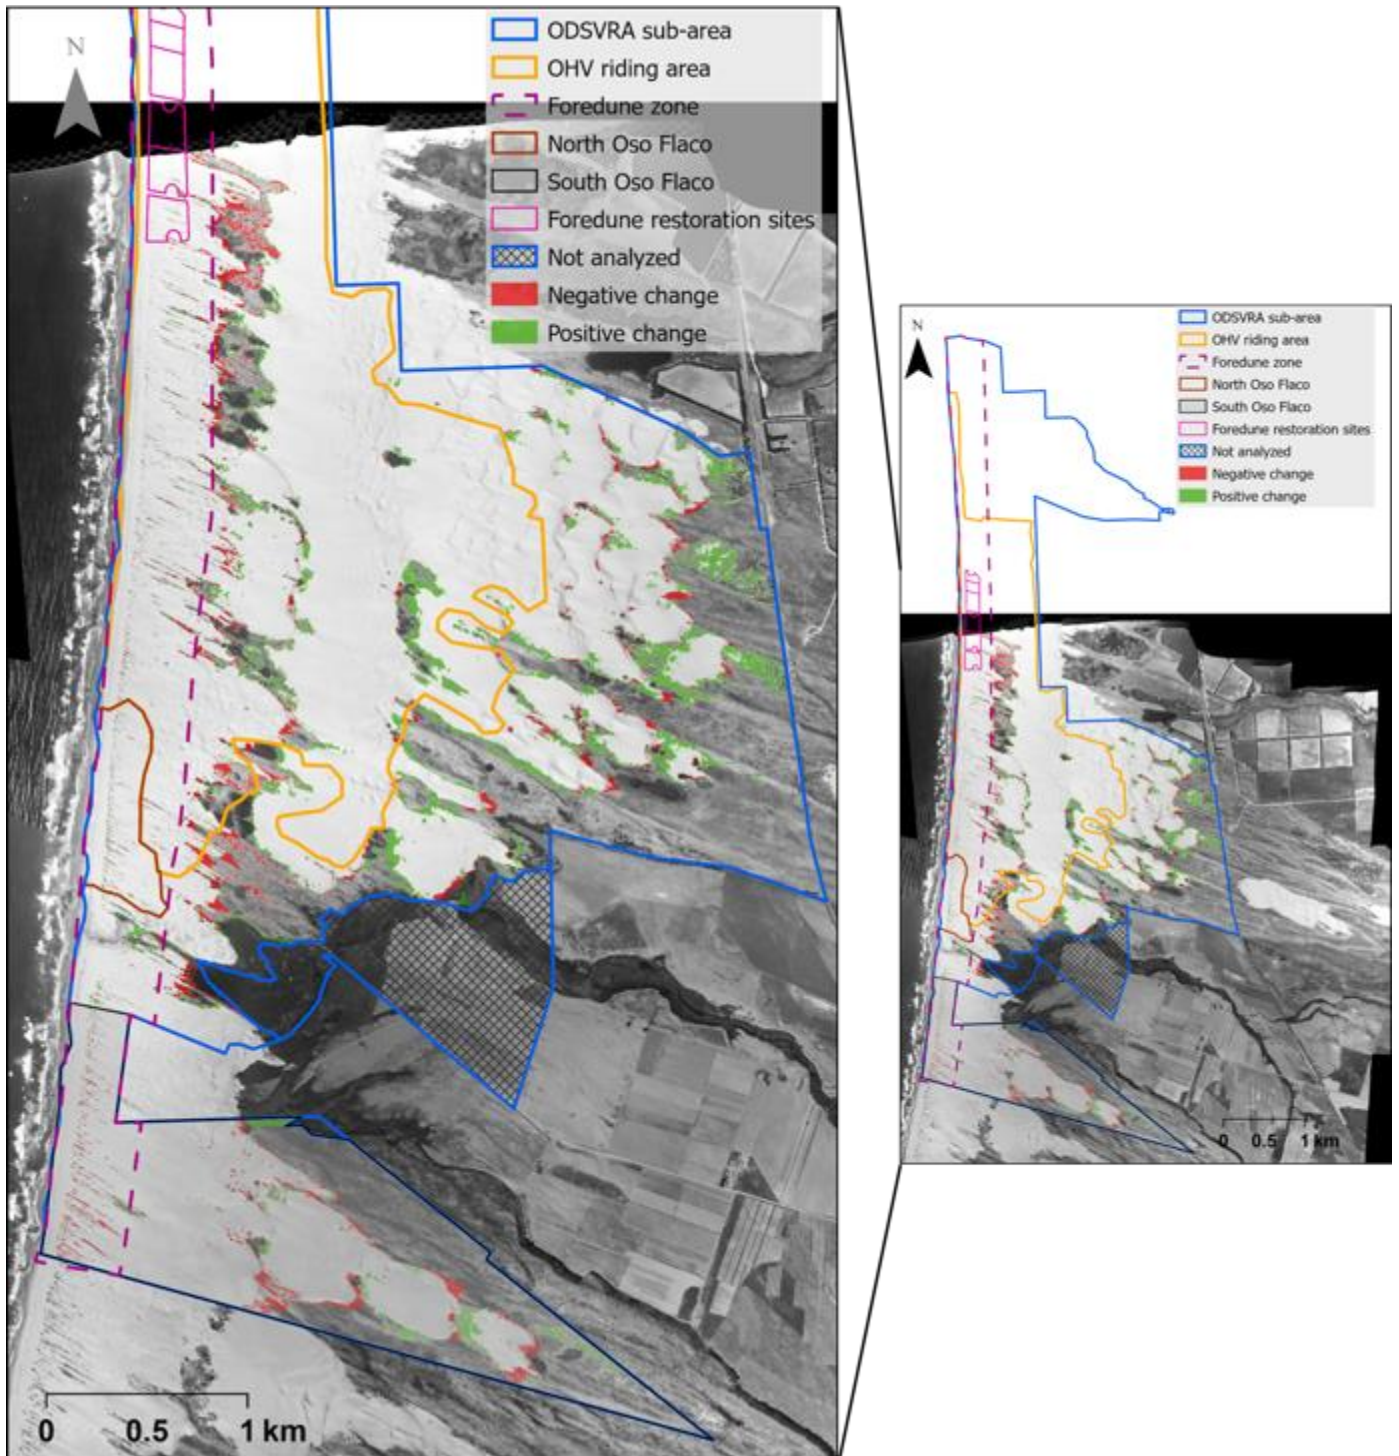 N
ODSVRA sub-area
OHV riding area
Foredune zone
North Oso Flaco
South Oso Flaco
Foredune restoration sites
Not analyzed
Negative change
Positive change
0 0.5 1 km
N
ODSVRA sub-area
OHV riding area
Foredune zone
North Oso Flaco
South Oso Flaco
Foredune restoration sites
Not analyzed
Negative change
Positive change
0 0.5 1 km